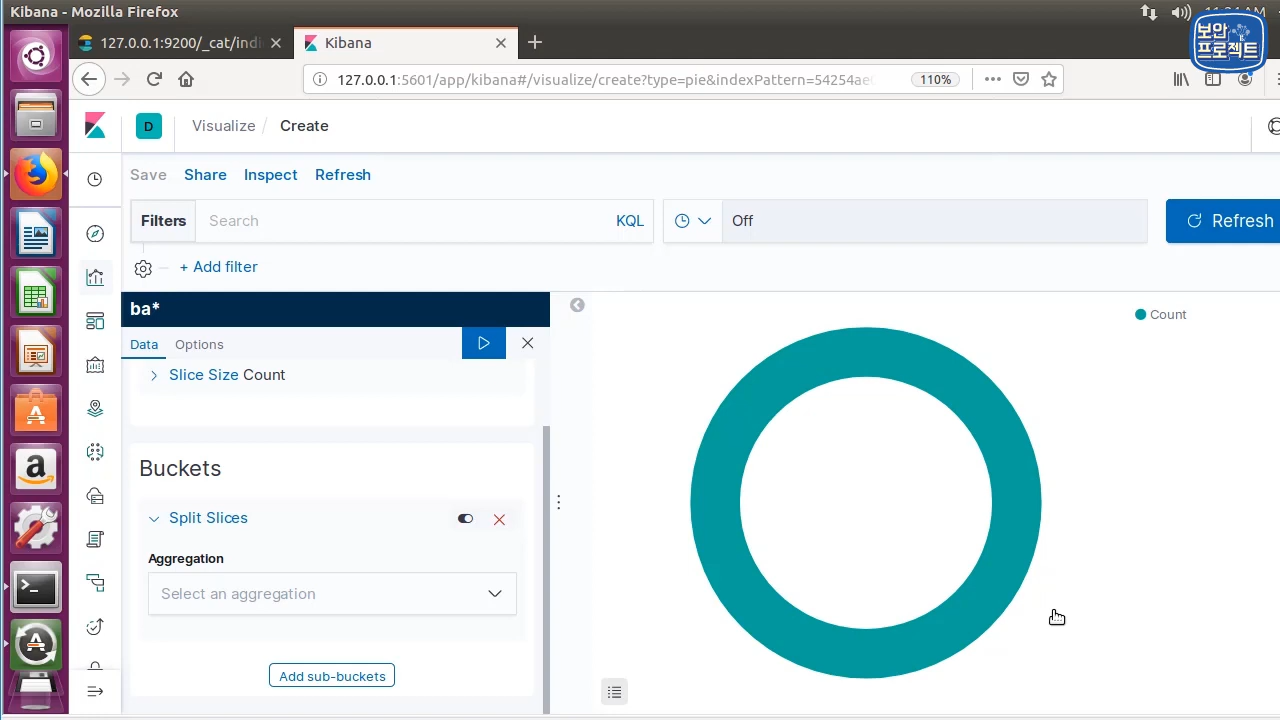 Kibana - Mozilla Firefox
보안
프로젝트
127.0.0.1:9200/_cat/indi
Kibana
127.0.0.1:5601/app/kibana#/visualize/create?type=pie&indexPattern=54254ae
110%
D
Visualize
Create
Save
Share
Inspect
Refresh
Filters
Search
KQL
Off
Refresh
+ Add filter
ba*
Data
Options
Slice Size Count
Buckets
Split Slices
Aggregation
Select an aggregation
Add sub-buckets
Count